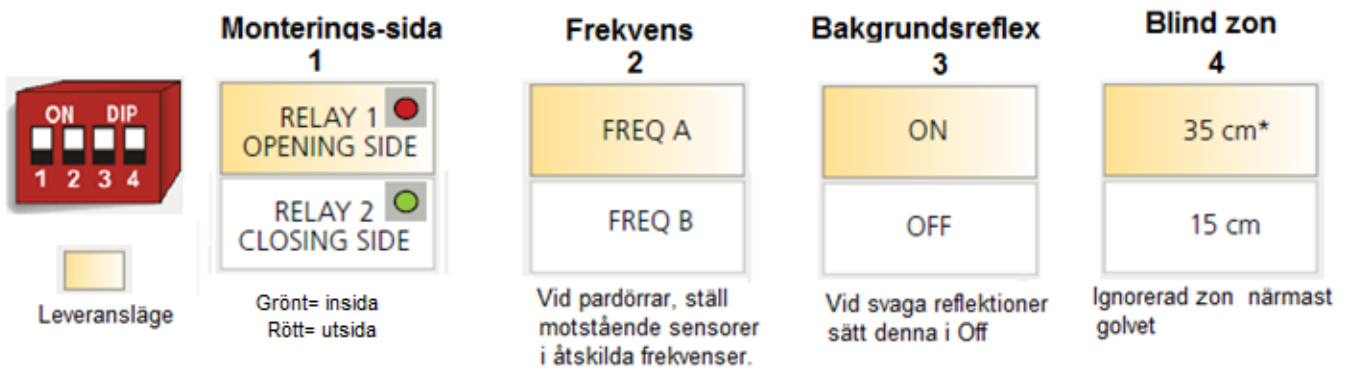 Monterings-sida
1
RELAY 1
OPENING SIDE
RELAY 2
CLOSING SIDE
Grönt= insida
Rött= utsida
Frekvens
2
FREQ A
FREQ B
Vid pardörrar, ställ
motstående sensorer
i åtskilda frekvenser.
Bakgrundsreflex
3
ON
OFF
Vid svaga reflektioner
sätt denna i Off
Blind zon
4
35 cm*
15 cm
Ignorerad zon närmast
golvet
ON DIP
1 2 3 4
Leveransläge